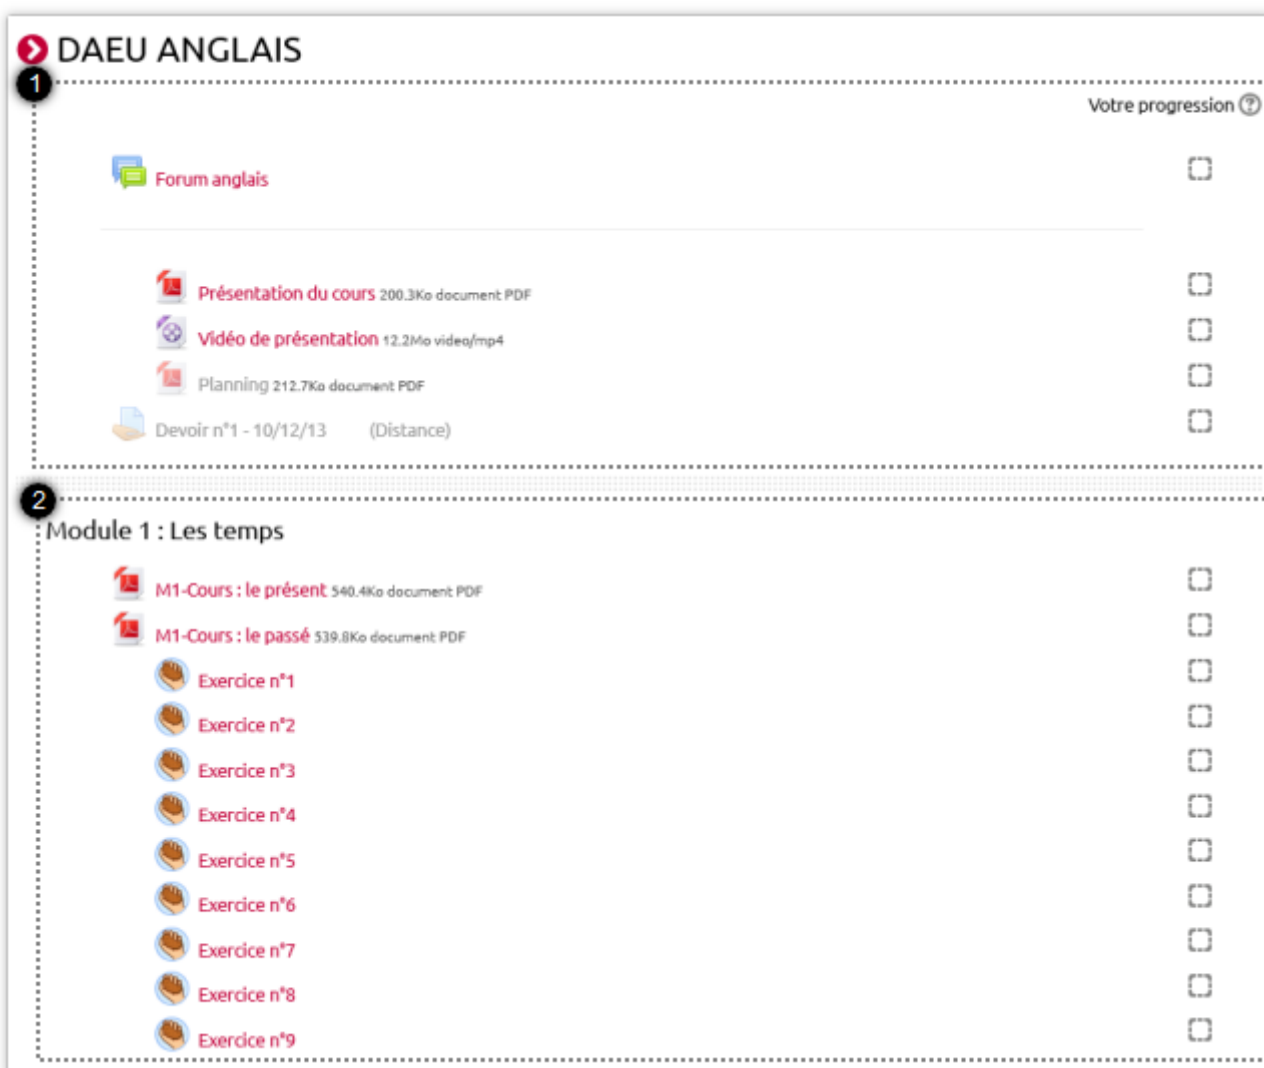 DAEU ANGLAIS
1
Votre progression ?
Forum anglais
Présentation du cours 200.3Ko document PDF
Vidéo de présentation 12.2Mo video/mp4
Planning 212.7Ko document PDF
Devoir n°1 - 10/12/13 (Distance)
2
Module 1 : Les temps
M1-Cours : le présent 540.4Ko document PDF
M1-Cours : le passé 539.8Ko document PDF
Exercice n°1
Exercice n°2
Exercice n°3
Exercice n°4
Exercice n°5
Exercice n°6
Exercice n°7
Exercice n°8
Exercice n°9